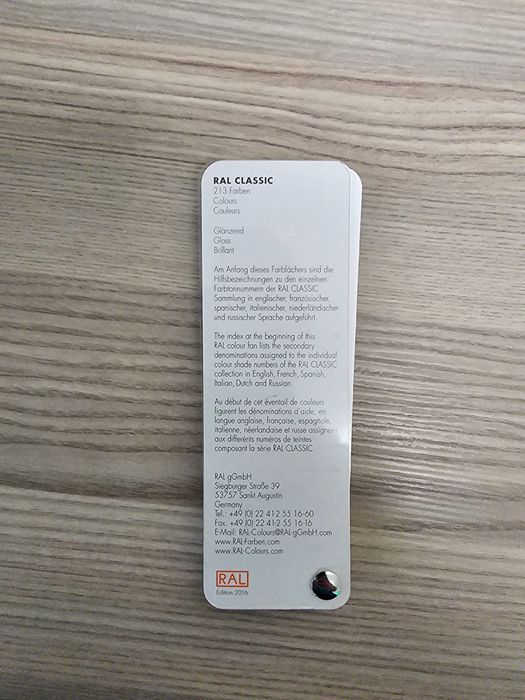 RAL CLASSIC
213 Farben
Colours
Couleurs
Glänzend
Gloss
Brillant
Am Anfang dieses Farbfächers sind die
Hilfsbezeichnungen zu den einzelnen
Farbtonnummern der RAL CLASSIC
Sammlung in englischer, französischer,
spanischer, italienischer, niederländischer
und russischer Sprache aufgeführt.
The index at the beginning of this
RAL colour fan lists the secondary
denominations assigned to the individual
colour shade numbers of the RAL CLASSIC
collection in English, French, Spanish,
Italian, Dutch and Russian.
Au début de cet éventail de couleurs
figurent les dénominations d'aide, en
langue anglaise, française, espagnole,
italienne, néerlandaise et russe assignées
aux différents numéros de teintes
composant la série RAL CLASSIC.
RAL gGmbH
Siegburger Straße 39
53757 Sankt Augustin
Germany
Tel.: +49 (0) 22 41-2 55 16-60
Fax: +49 (0) 22 41-2 55 16-16
E-Mail: RAL-Colours@RAL-gGmbH.com
www.RAL-Farben.com
www.RAL-Colours.com
RAL
Edition 2016